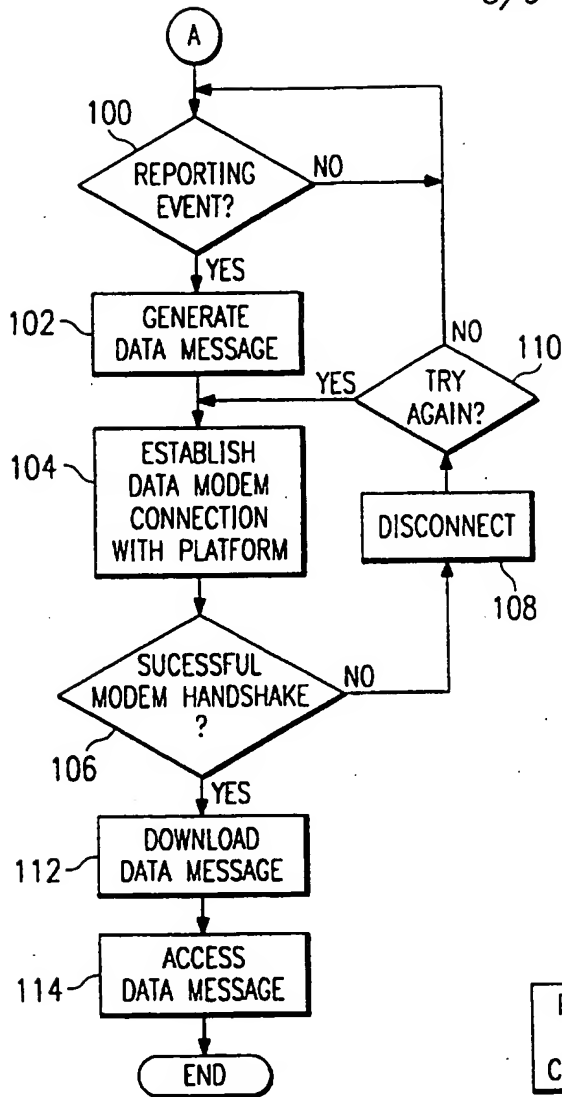 A
100
REPORTING
EVENT?
NO
YES
102
GENERATE
DATA MESSAGE
NO
110
YES
TRY
AGAIN?
104
ESTABLISH
DATA MODEM
CONNECTION
WITH PLATFORM
DISCONNECT
108
SUCESSFUL
MODEM HANDSHAKE
?
NO
106
YES
112
DOWNLOAD
DATA MESSAGE
114
ACCESS
DATA MESSAGE
END
C